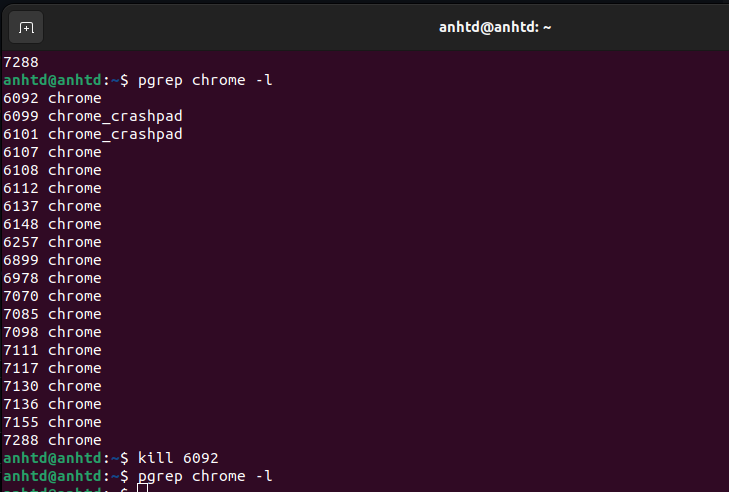 anhtd@anhtd: ~
7288
anhtd@anhtd:~$ pgrep chrome -l
6092 chrome
6099 chrome_crashpad
6101 chrome_crashpad
6107 chrome
6108 chrome
6112 chrome
6137 chrome
6148 chrome
6257 chrome
6899 chrome
6978 chrome
7070 chrome
7085 chrome
7098 chrome
7111 chrome
7117 chrome
7130 chrome
7136 chrome
7155 chrome
7288 chrome
anhtd@anhtd:~$ kill 6092
anhtd@anhtd:~$ pgrep chrome -l
anhtd@anhtd:~$